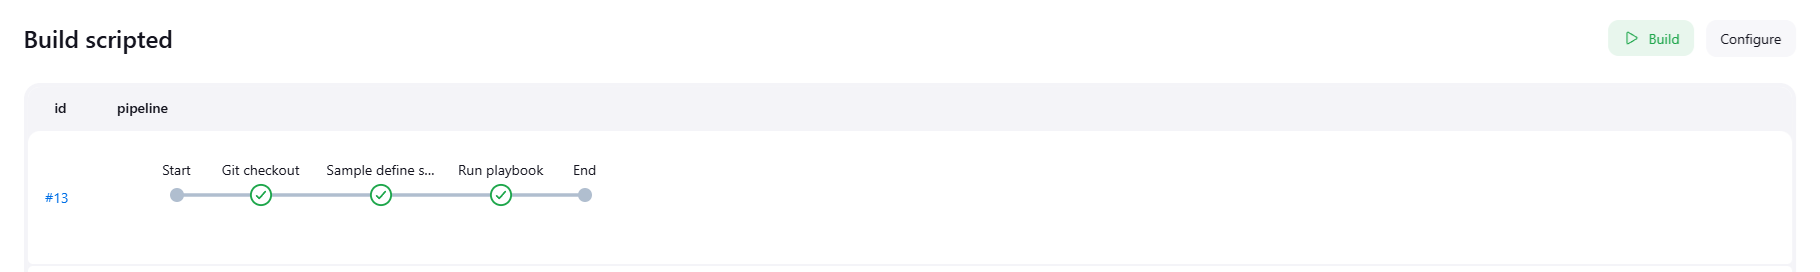 Build scripted
Build
Configure
id pipeline
Start Git checkout Sample define s... Run playbook End
#13